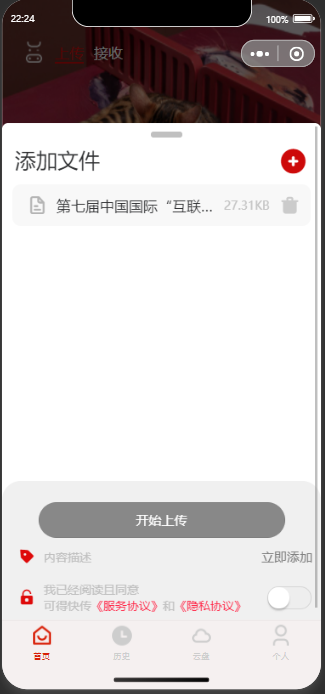 22:24
100%
上传 接收
添加文件
第七届中国国际“互联... 27.31KB
开始上传
内容描述 立即添加
我已经阅读且同意
可得快传《服务协议》和《隐私协议》
首页 历史 云盘 个人